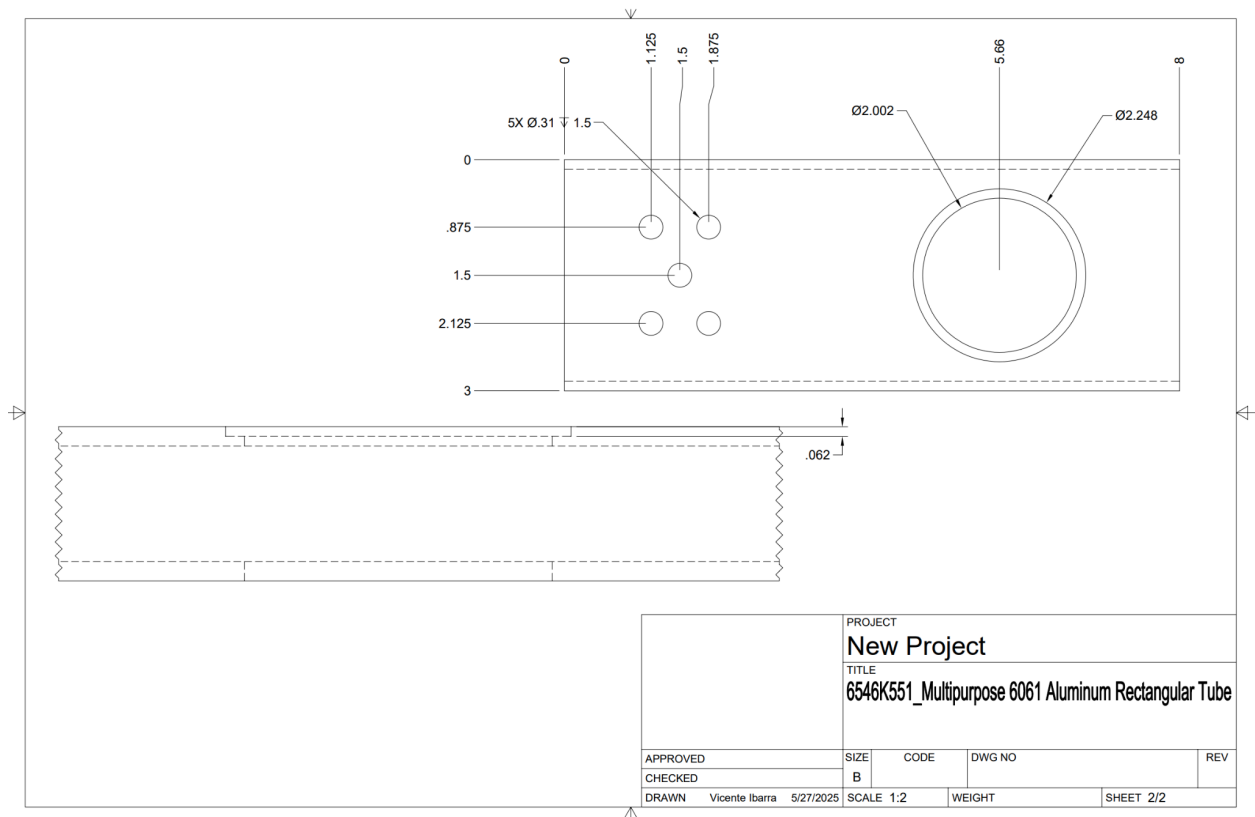 0
1.125
1.5
1.875
5.66
8
5X Ø.31 ↧ 1.5
Ø2.002
Ø2.248
0
.875
1.5
2.125
3
.062
PROJECT
New Project
TITLE
6546K551_Multipurpose 6061 Aluminum Rectangular Tube
APPROVED
SIZE CODE DWG NO REV
CHECKED
B
DRAWN Vicente Ibarra 5/27/2025 SCALE 1:2 WEIGHT SHEET 2/2